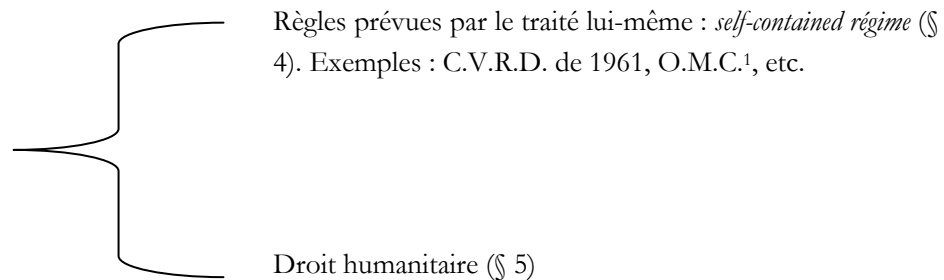 Règles prévues par le traité lui-même : self-contained régime (§
4). Exemples : C.V.R.D. de 1961, O.M.C.¹, etc.
Droit humanitaire (§ 5)